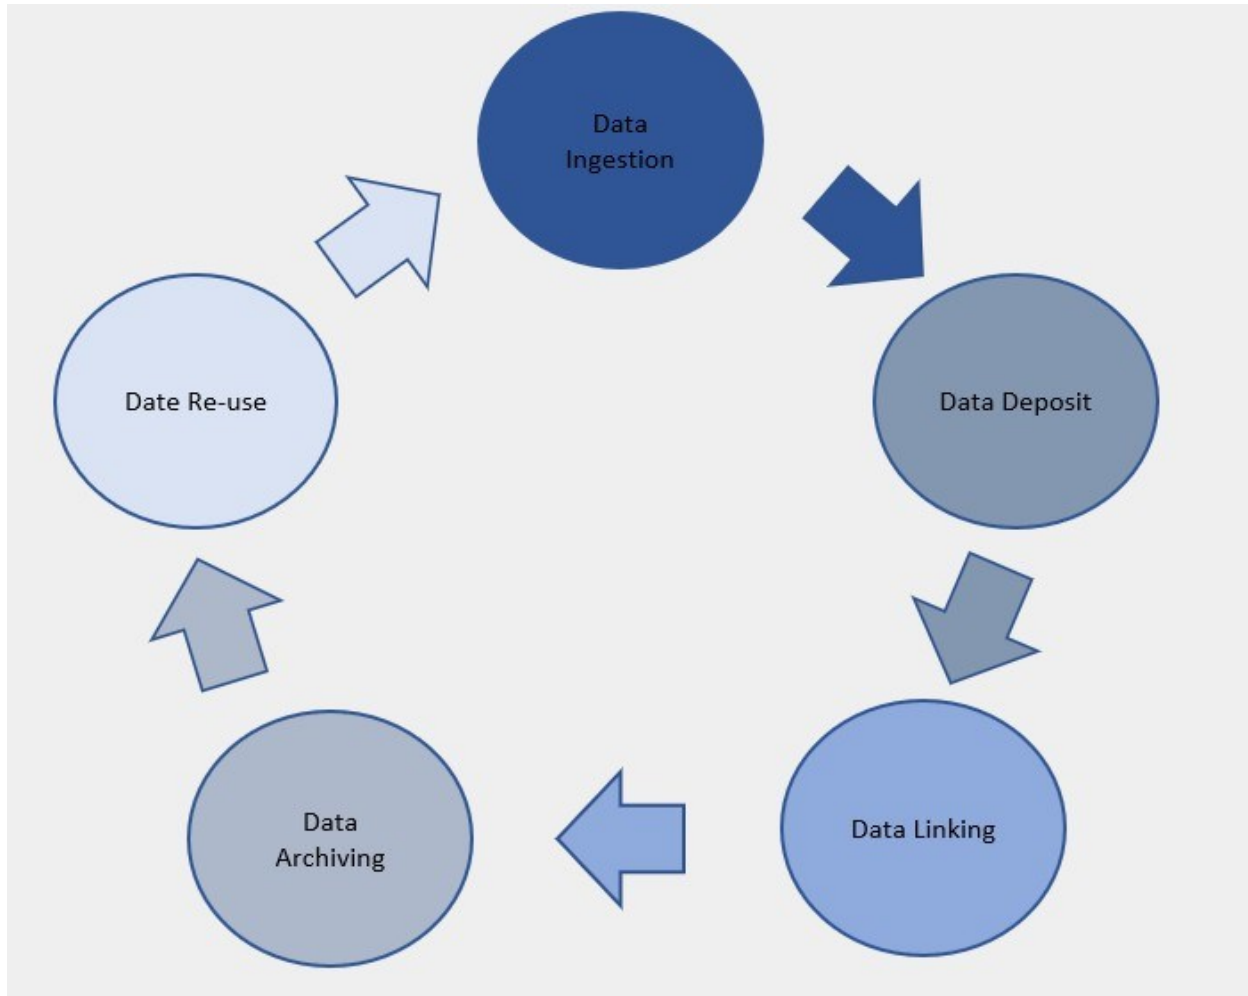 Data
Ingestion
Data Deposit
Data Linking
Data
Archiving
Date Re-use